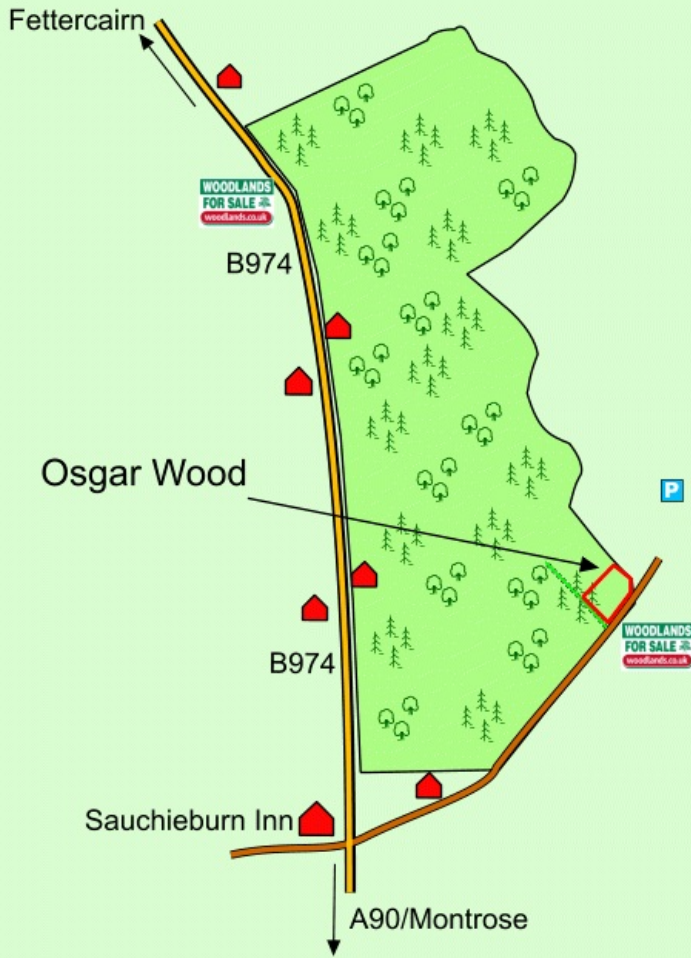 Fettercairn
WOODLANDS
FOR SALE
woodlands.co.uk
B974
Osgar Wood
P
WOODLANDS
FOR SALE
woodlands.co.uk
B974
Sauchieburn Inn
A90/Montrose